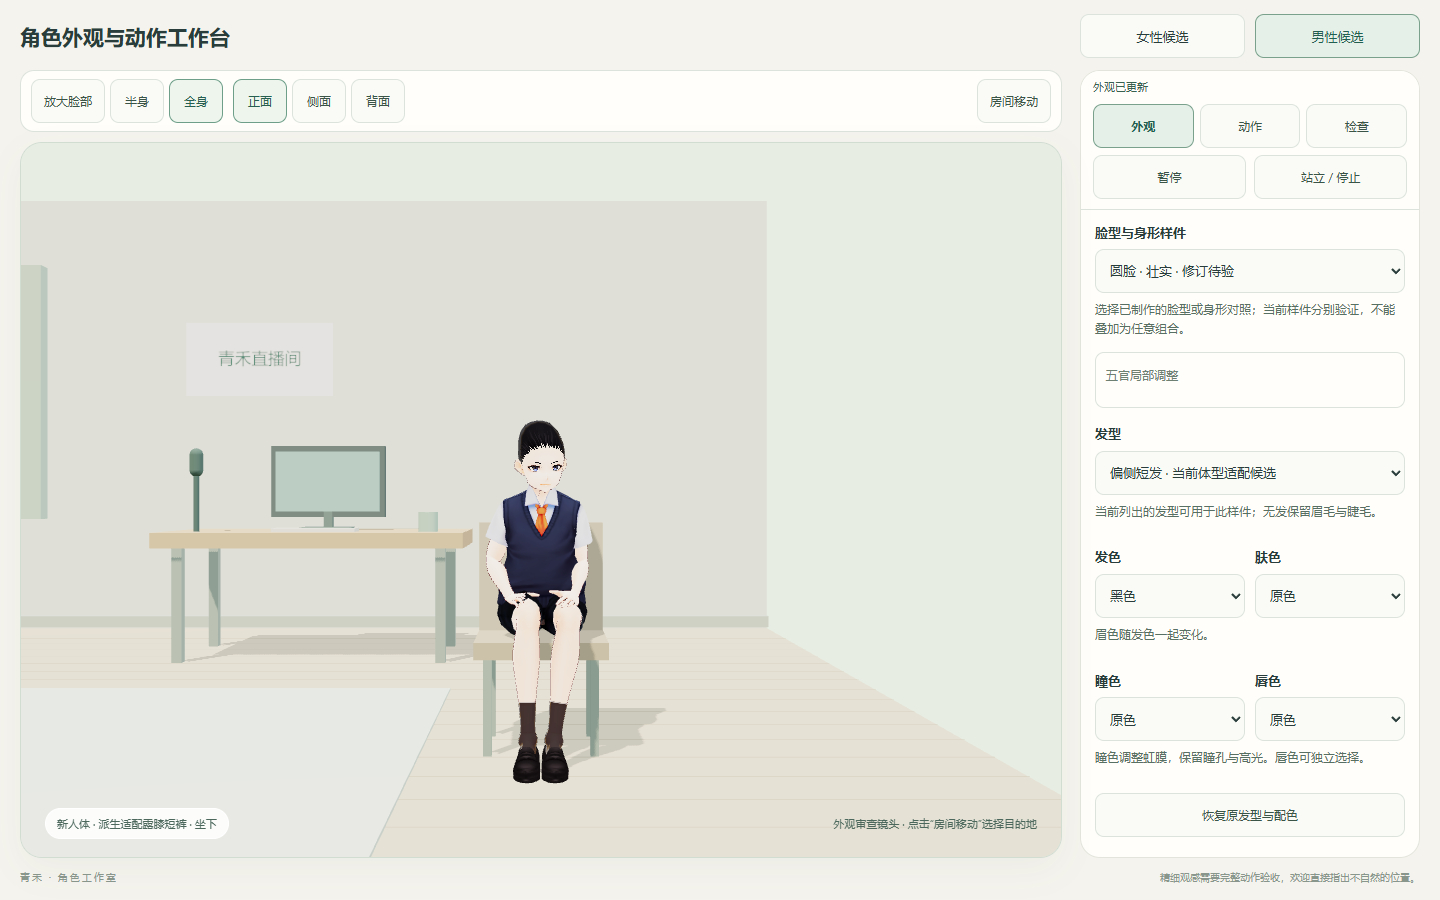 角色外观与动作工作台
女性候选
男性候选
放大脸部
半身
全身
正面
侧面
背面
房间移动
外观已更新
外观
动作
检查
暂停
站立 / 停止
脸型与身形样件
圆脸 · 壮实 · 修订待验
选择已制作的脸型或身形对照；当前样件分别验证，不能
叠加为任意组合。
五官局部调整
发型
偏侧短发 · 当前体型适配候选
当前列出的发型可用于此样件；无发保留眉毛与睫毛。
发色
肤色
黑色
原色
眉色随发色一起变化。
瞳色
唇色
原色
原色
瞳色调整虹膜，保留瞳孔与高光。唇色可独立选择。
恢复原发型与配色
青禾直播间
新人体 · 派生适配露膝短裤 · 坐下
外观审查镜头 · 点击“房间移动”选择目的地
青禾 · 角色工作室
精细观感需要完整动作验收，欢迎直接指出不自然的位置。